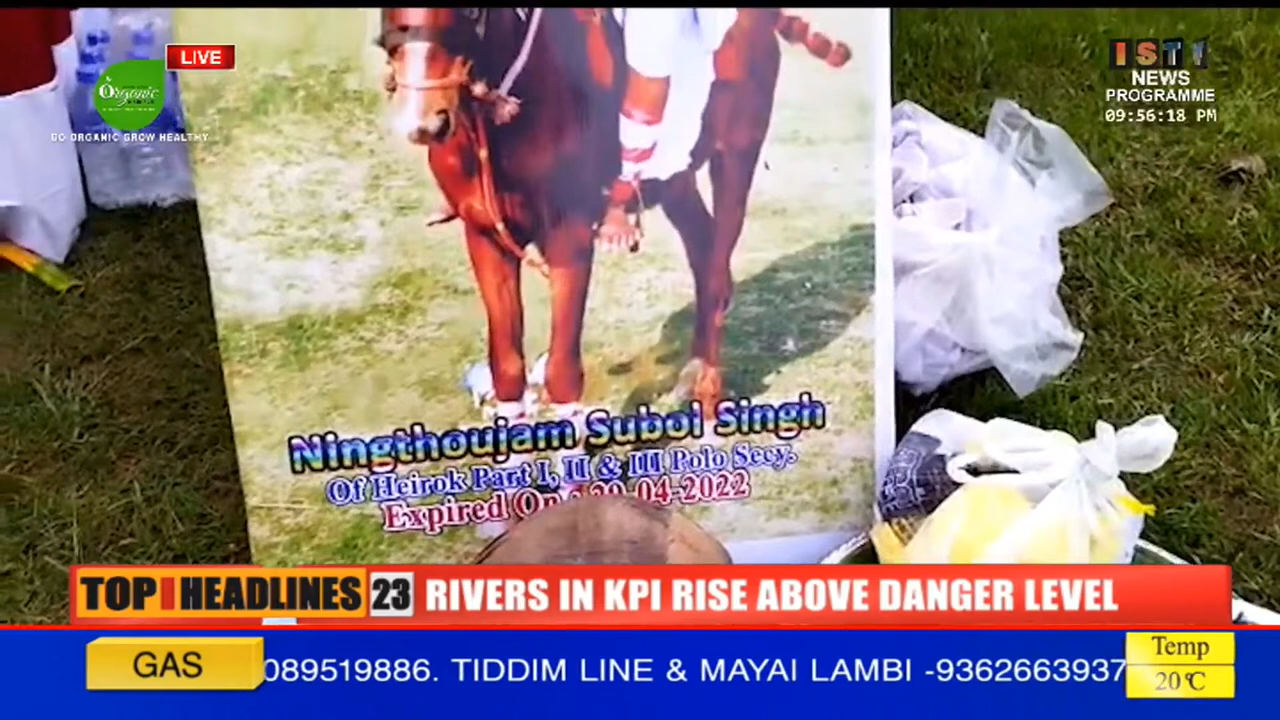 LIVE
Organic
GO ORGANIC GROW HEALTHY
ISTV
NEWS
PROGRAMME
09:56:18 PM
Ningthoujam Subol Singh
Of Heirok Part I, II & III Polo Secy.
Expired On : 20-04-2022
TOP HEADLINES 23 RIVERS IN KPI RISE ABOVE DANGER LEVEL
GAS 089519886. TIDDIM LINE & MAYAI LAMBI -9362663937
Temp
20°C